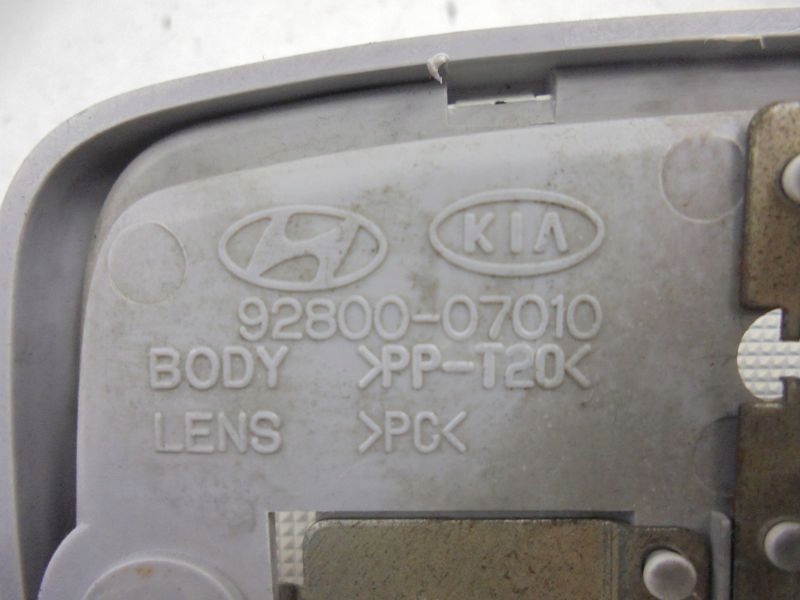 KIA
92800-07010
BODY >PP-T20<
LENS >PC<